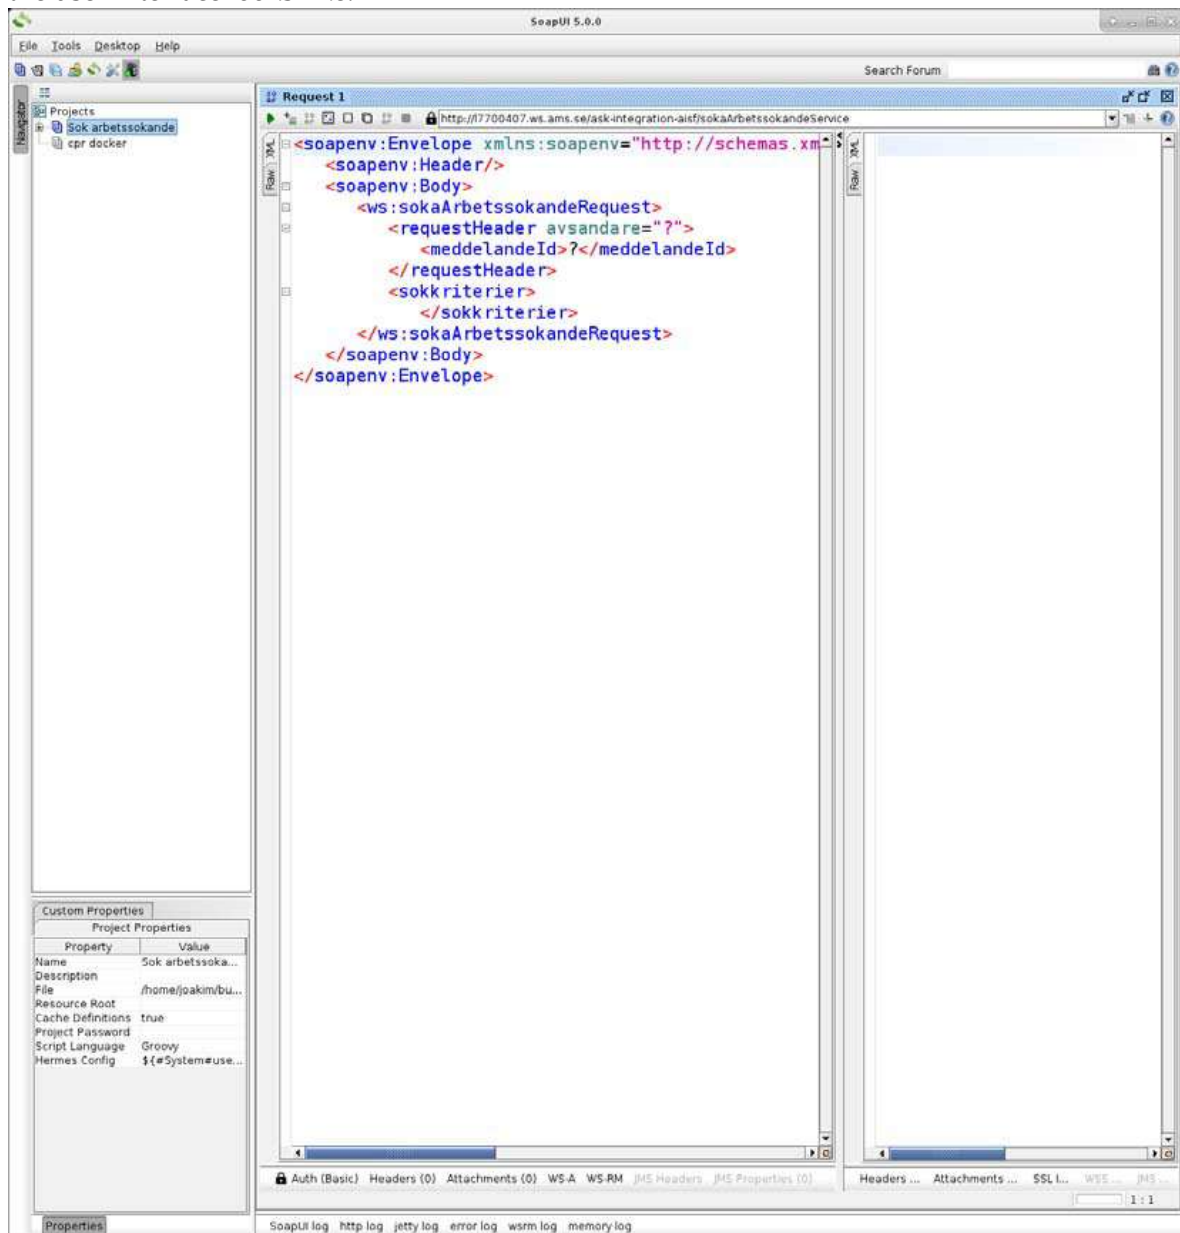 SoapUI 5.0.0
File Tools Desktop Help
Search Forum
Navigator
Projects
Sok arbetssokande
cpr docker
Request 1
http://l7700407.ws.ams.se/ask-integration-aisf/sokaArbetssokandeService
XML
Raw
<soapenv:Envelope xmlns:soapenv="http://schemas.xm
<soapenv:Header/>
<soapenv:Body>
<ws:sokaArbetssokandeRequest>
<requestHeader avsandare="?">
<meddelandeId>?</meddelandeId>
</requestHeader>
<sokkriterier>
</sokkriterier>
</ws:sokaArbetssokandeRequest>
</soapenv:Body>
</soapenv:Envelope>
XML
Raw
Custom Properties
Project Properties
Property Value
Name Sok arbetssoka...
Description
File /home/joakim/bu...
Resource Root
Cache Definitions true
Project Password
Script Language Groovy
Hermes Config ${#System#use...
Auth (Basic) Headers (0) Attachments (0) WS-A WS-RM JMS Headers JMS Properties (0)
Headers ... Attachments ... SSL I... WSS ... JMS ...
1 : 1
Properties
SoapUI log http log jetty log error log wsrm log memory log